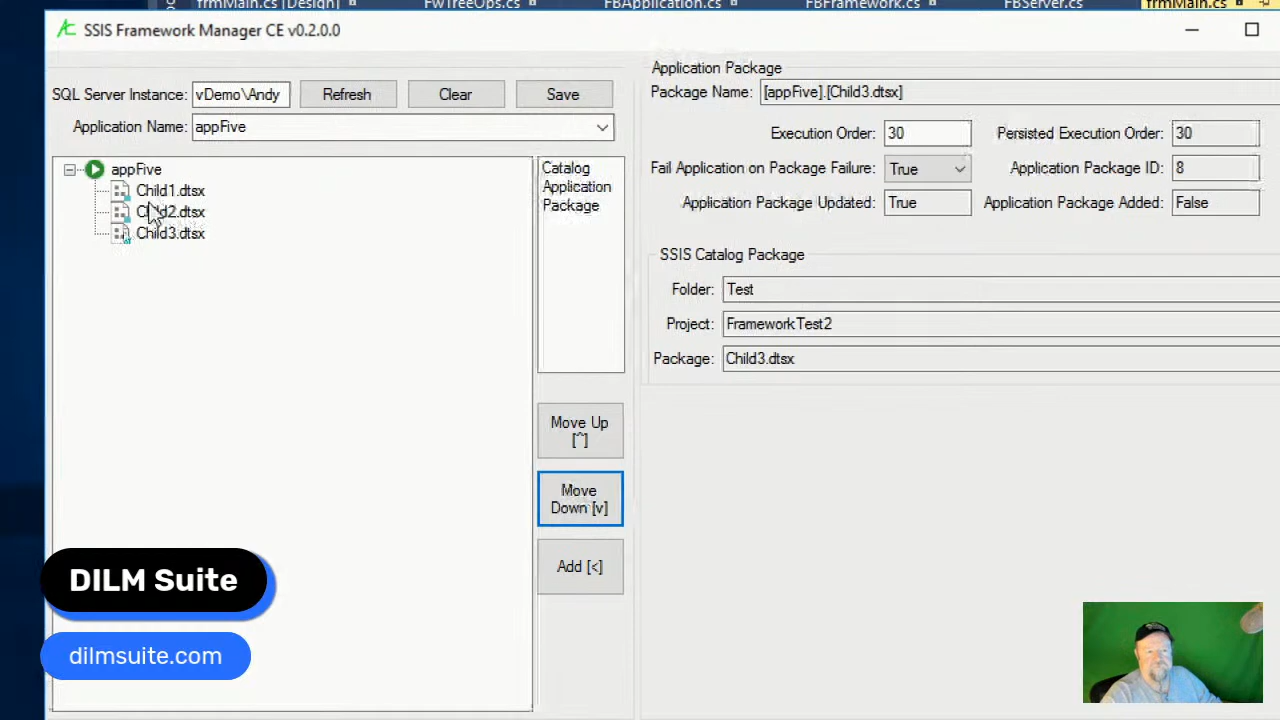 frmMain.cs [Design]
FwTreeOps.cs
FBApplication.cs
FBFramework.cs
FBServer.cs
frmMain.cs
SSIS Framework Manager CE v0.2.0.0
SQL Server Instance: vDemo\Andy Refresh Clear Save
Application Name: appFive
appFive
Child1.dtsx
Child2.dtsx
Child3.dtsx
Catalog
Application
Package
Move Up
[^]
Move
Down [v]
Add [<]
Application Package
Package Name: [appFive].[Child3.dtsx]
Execution Order: 30 Persisted Execution Order: 30
Fail Application on Package Failure: True Application Package ID: 8
Application Package Updated: True Application Package Added: False
SSIS Catalog Package
Folder: Test
Project: FrameworkTest2
Package: Child3.dtsx
DILM Suite
dilmsuite.com